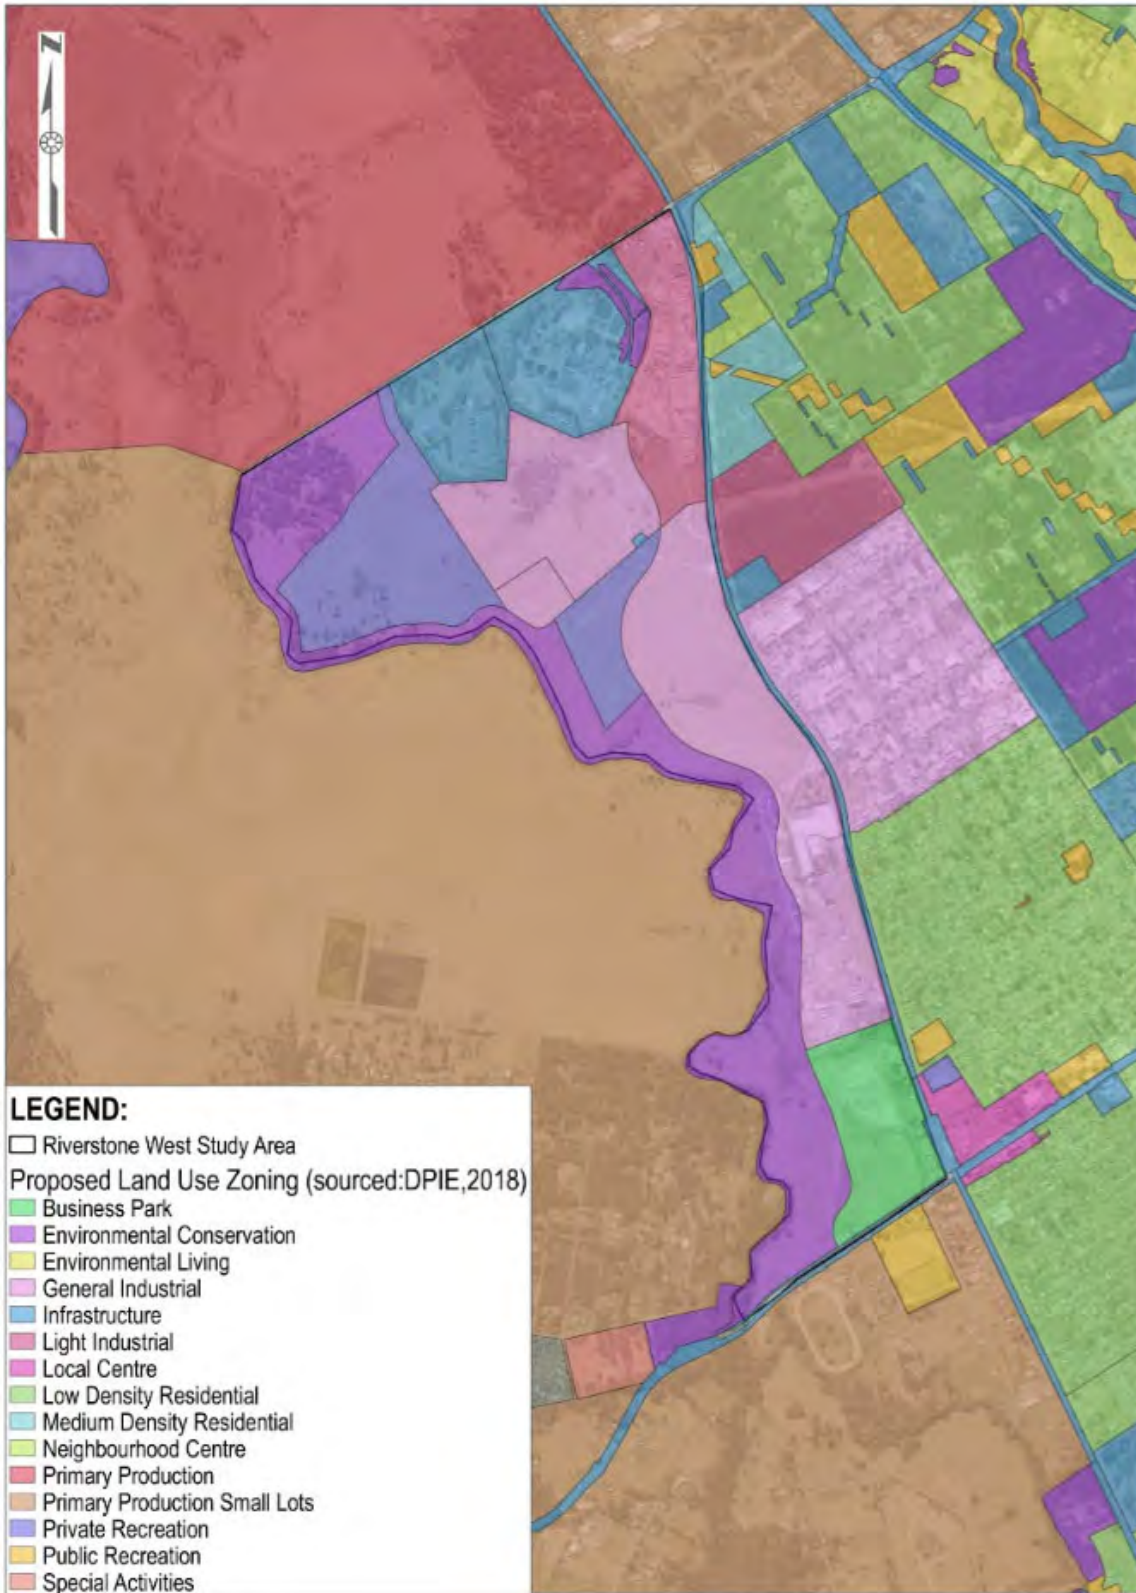 N
LEGEND:
Riverstone West Study Area
Proposed Land Use Zoning (sourced:DPIE,2018)
Business Park
Environmental Conservation
Environmental Living
General Industrial
Infrastructure
Light Industrial
Local Centre
Low Density Residential
Medium Density Residential
Neighbourhood Centre
Primary Production
Primary Production Small Lots
Private Recreation
Public Recreation
Special Activities